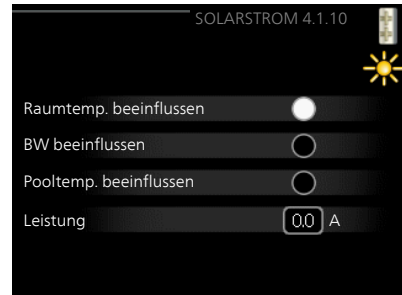 SOLARSTROM 4.1.10
Raumtemp. beeinflussen
BW beeinflussen
Pooltemp. beeinflussen
Leistung 0.0 A